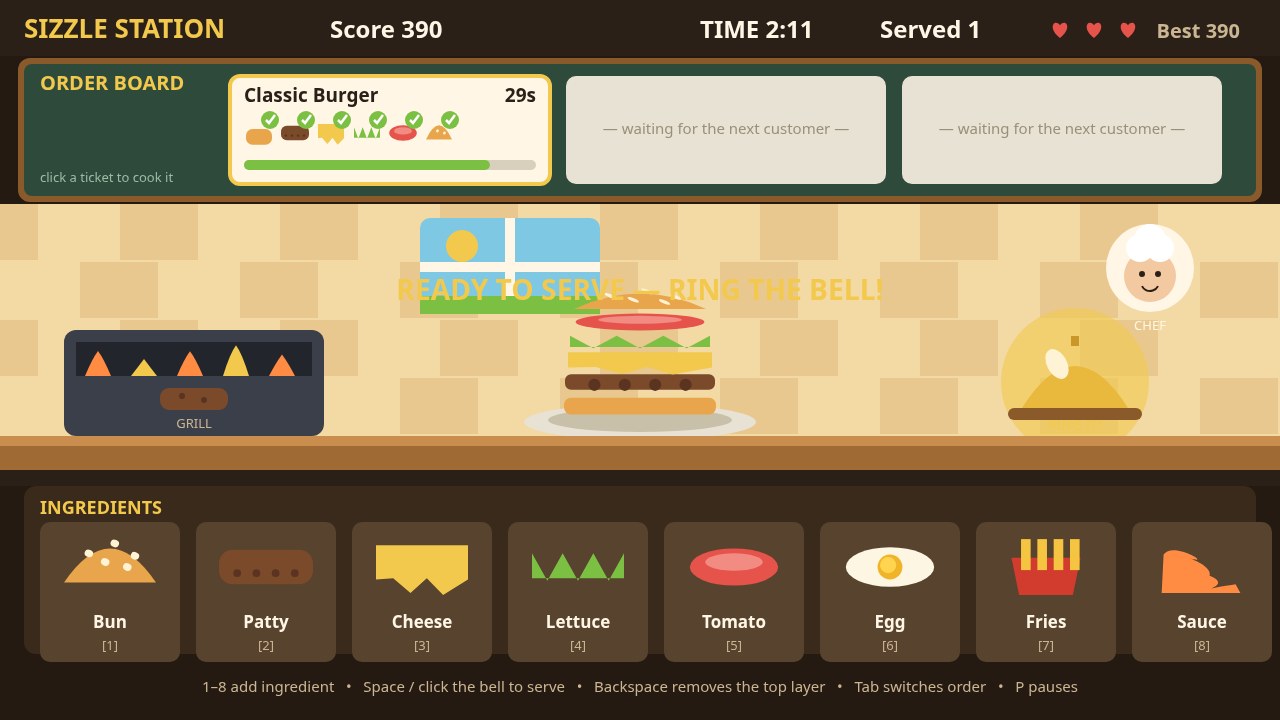 SIZZLE STATION
Score 390
TIME 2:11
Served 1
Best 390
ORDER BOARD
click a ticket to cook it
Classic Burger
29s
— waiting for the next customer —
— waiting for the next customer —
READY TO SERVE — RING THE BELL!
CHEF
GRILL
INGREDIENTS
Bun
[1]
Patty
[2]
Cheese
[3]
Lettuce
[4]
Tomato
[5]
Egg
[6]
Fries
[7]
Sauce
[8]
1–8 add ingredient • Space / click the bell to serve • Backspace removes the top layer • Tab switches order • P pauses